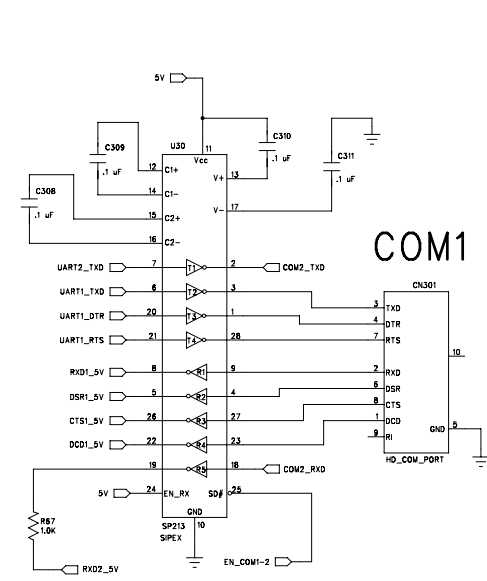 5V
U30
11
Vcc
C310
.1 uF
C309
.1 uF
12 C1+
V+ 13
C311
.1 uF
14 C1-
C308
.1 uF
15 C2+
V- 17
16 C2-
COM1
UART2_TXD 7 T1 2 COM2_TXD
CN301
UART1_TXD 6 T2 3
3 TXD
UART1_DTR 20 T3 1
4 DTR
UART1_RTS 21 T4 28
7 RTS
10
RXD1_5V 8 R1 9
2 RXD
DSR1_5V 5 R2 4
6 DSR
8 CTS
CTS1_5V 26 R3 27
1 DCD
GND 5
DCD1_5V 22 R4 23
9 RI
HD_COM_PORT
19 R5 18 COM2_RXD
5V 24 EN_RX SD# 25
GND
10
SP213
SIPEX
R67
1.0K
EN_COM1-2
RXD2_5V